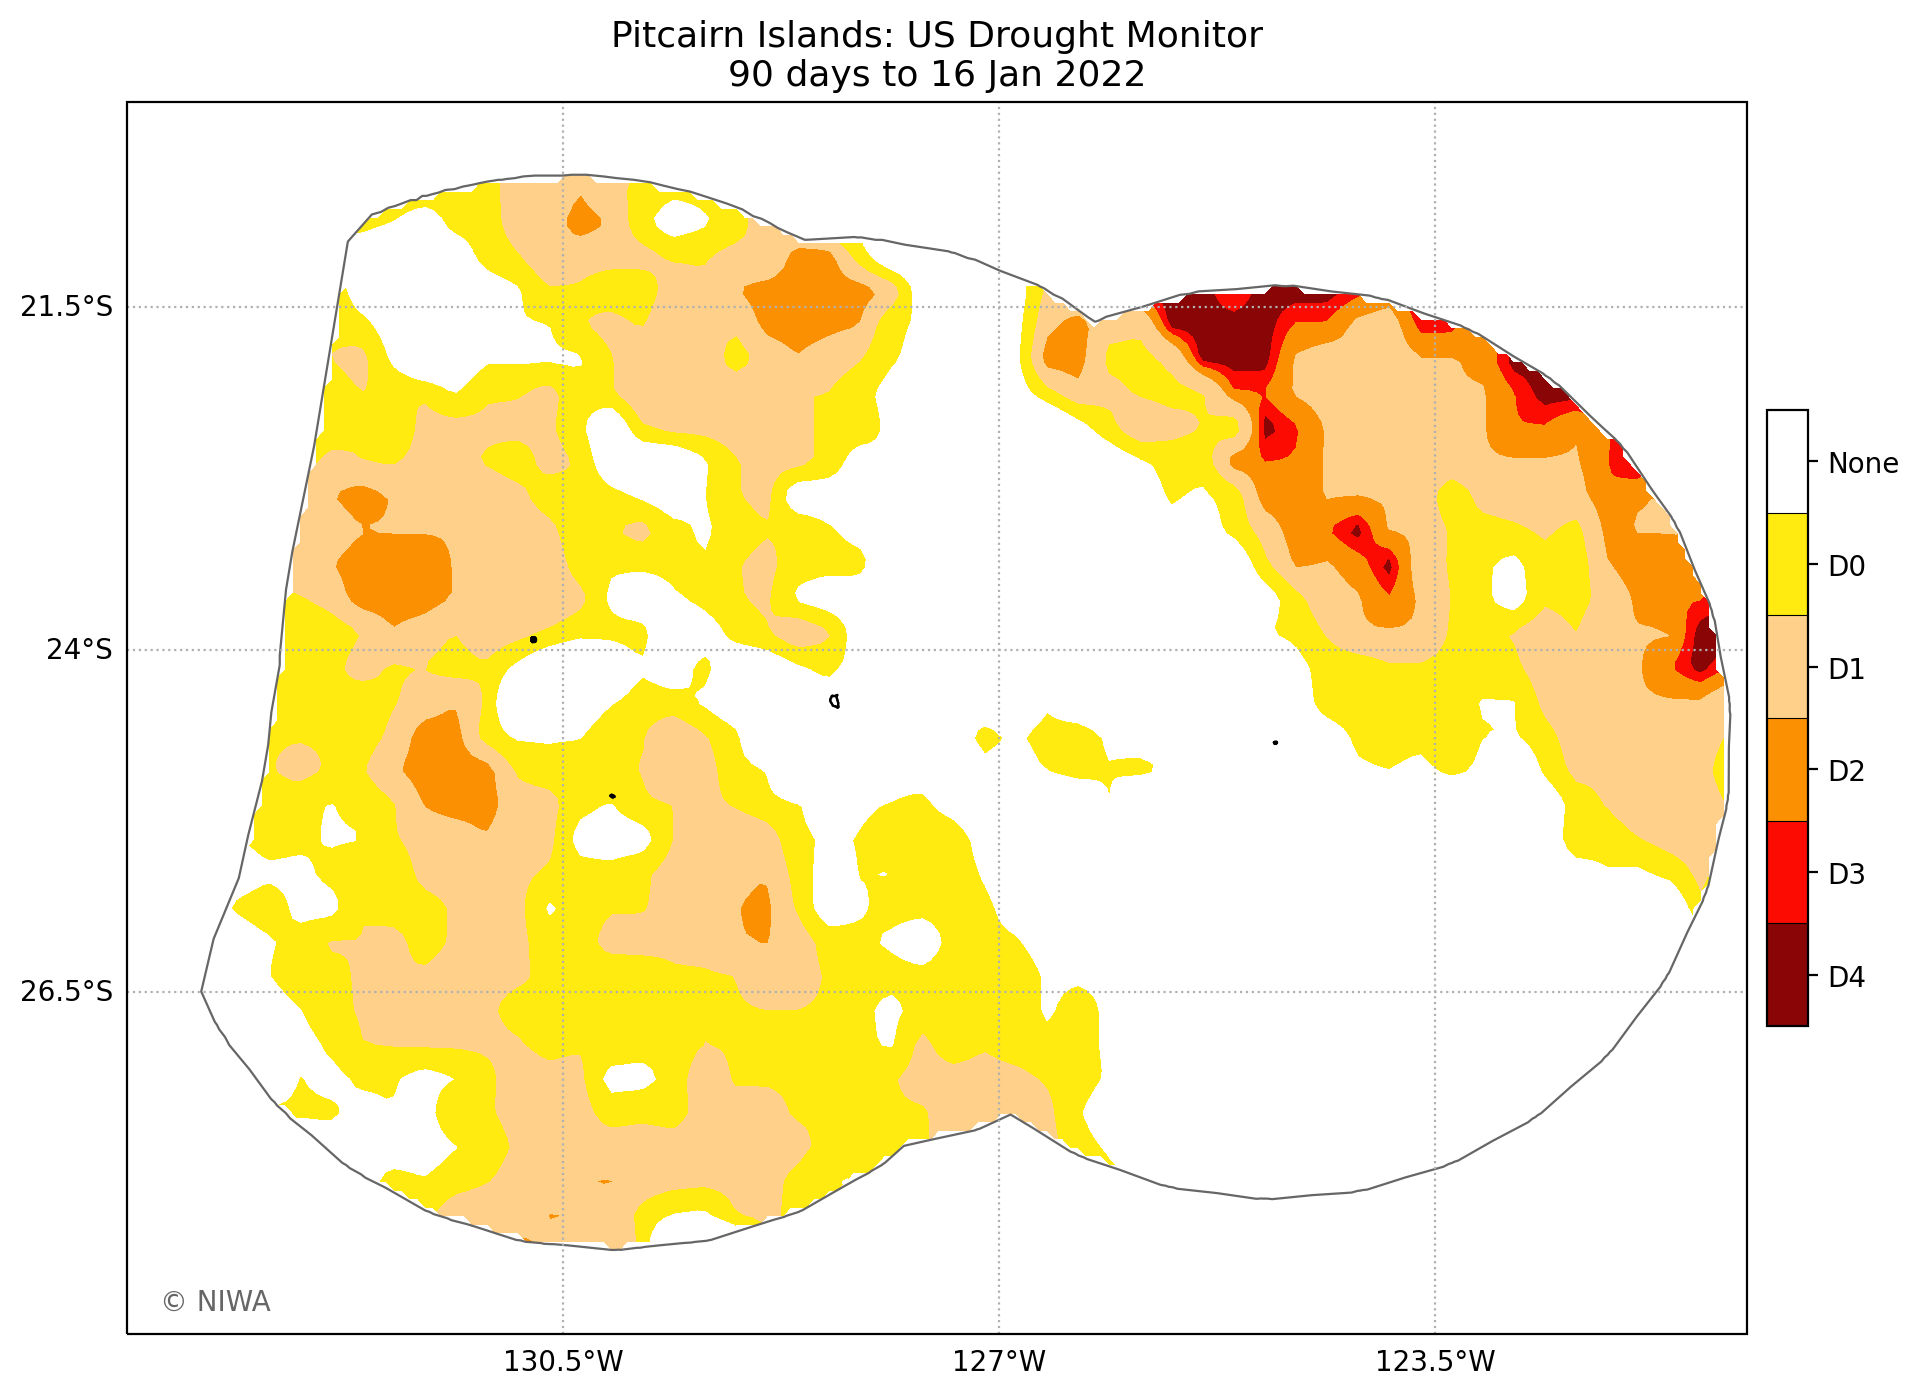 Pitcairn Islands: US Drought Monitor
90 days to 16 Jan 2022
21.5°S
24°S
26.5°S
130.5°W
127°W
123.5°W
None
D0
D1
D2
D3
D4
© NIWA